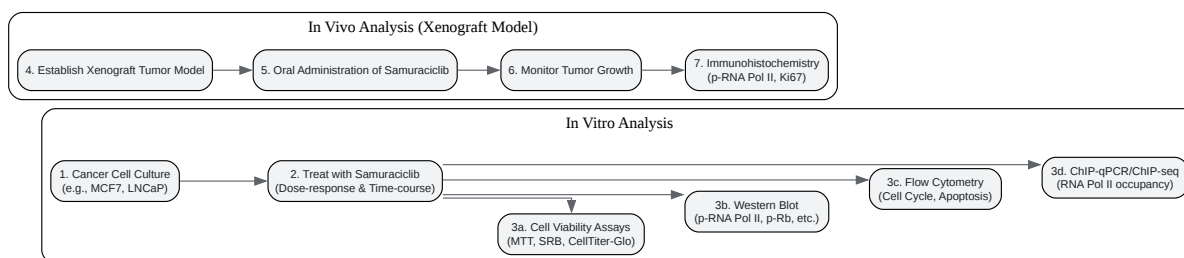 In Vivo Analysis (Xenograft Model)
4. Establish Xenograft Tumor Model
5. Oral Administration of Samuraciclib
6. Monitor Tumor Growth
7. Immunohistochemistry
(p-RNA Pol II, Ki67)
In Vitro Analysis
1. Cancer Cell Culture
(e.g., MCF7, LNCaP)
2. Treat with Samuraciclib
(Dose-response & Time-course)
3a. Cell Viability Assays
(MTT, SRB, CellTiter-Glo)
3b. Western Blot
(p-RNA Pol II, p-Rb, etc.)
3c. Flow Cytometry
(Cell Cycle, Apoptosis)
3d. ChIP-qPCR/ChIP-seq
(RNA Pol II occupancy)